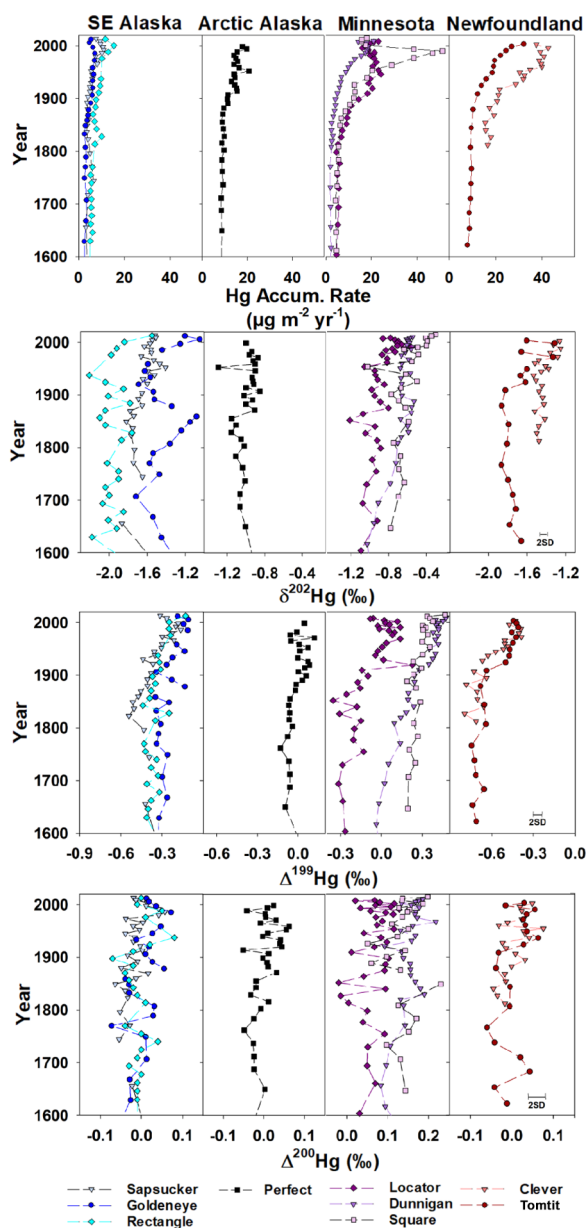 SE Alaska Arctic Alaska Minnesota Newfoundland
2000
1900
1800
1700
1600
Year
0 20 40 0 20 40 0 20 40 0 20 40
Hg Accum. Rate
(µg m-2 yr-1)
2000
1900
1800
1700
1600
Year
2SD
-2.0 -1.6 -1.2 -1.2 -0.8 -0.4 -1.2 -0.8 -0.4 -2.0 -1.6 -1.2
δ202Hg (‰)
2000
1900
1800
1700
1600
Year
2SD
-0.9 -0.6 -0.3 -0.3 0.0 -0.3 0.0 0.3 -0.6 -0.3 0.0
Δ199Hg (‰)
2000
1900
1800
1700
1600
Year
2SD
-0.1 0.0 0.1 -0.1 0.0 0.1 0.0 0.1 0.2 -0.1 0.0 0.1
Δ200Hg (‰)
Sapsucker Perfect Locator Clever
Goldeneye Dunnigan Tomtit
Rectangle Square